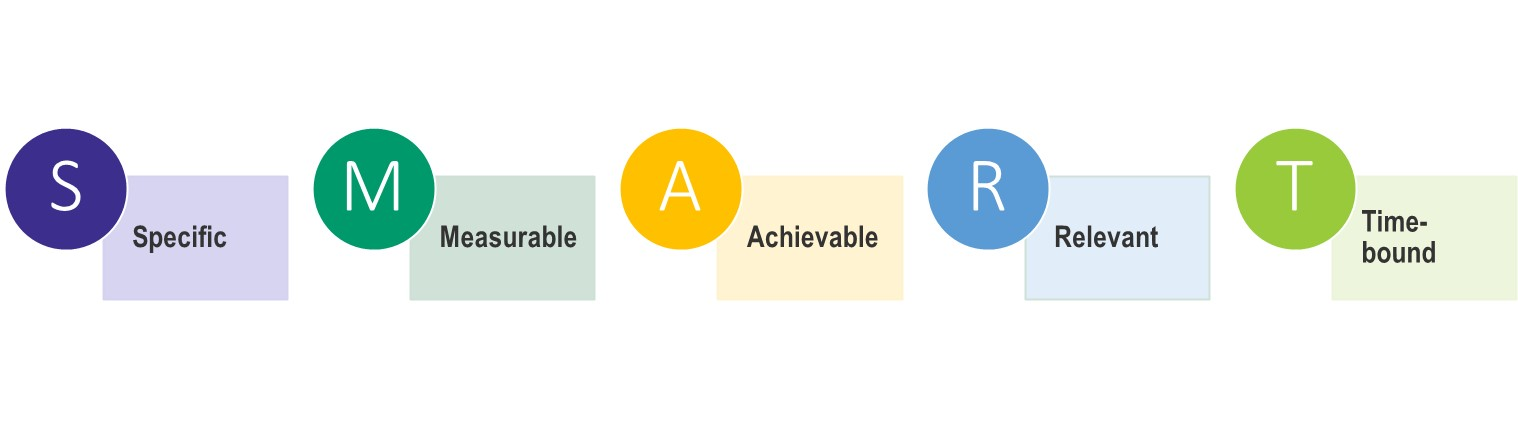 S
Specific
M
Measurable
A
Achievable
R
Relevant
T
Time-
bound